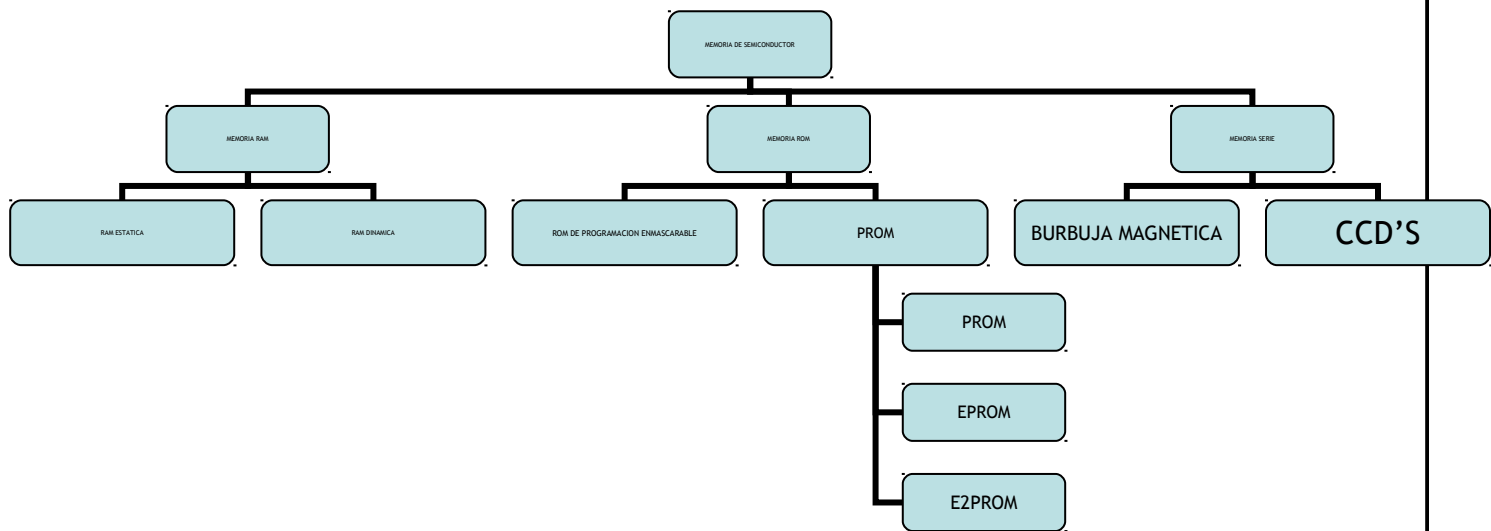 MEMORIA DE SEMICONDUCTOR
MEMORIA RAM
MEMORIA ROM
MEMORIA SERIE
RAM ESTATICA
RAM DINAMICA
ROM DE PROGRAMACION ENMASCARABLE
PROM
BURBUJA MAGNETICA
CCD’S
PROM
EPROM
E2PROM